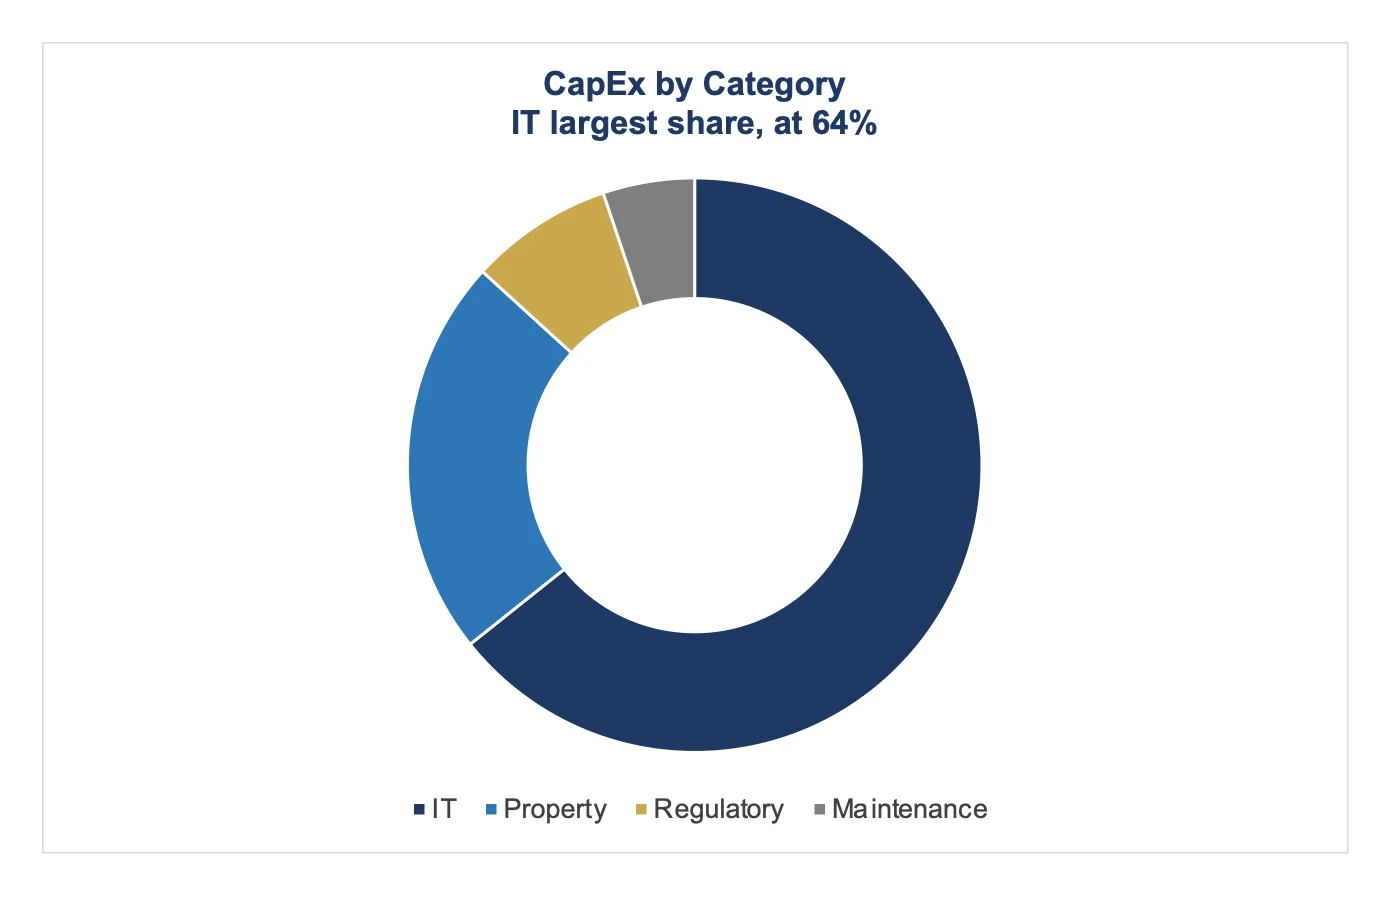 CapEx by Category
IT largest share, at 64%
IT Property Regulatory Maintenance